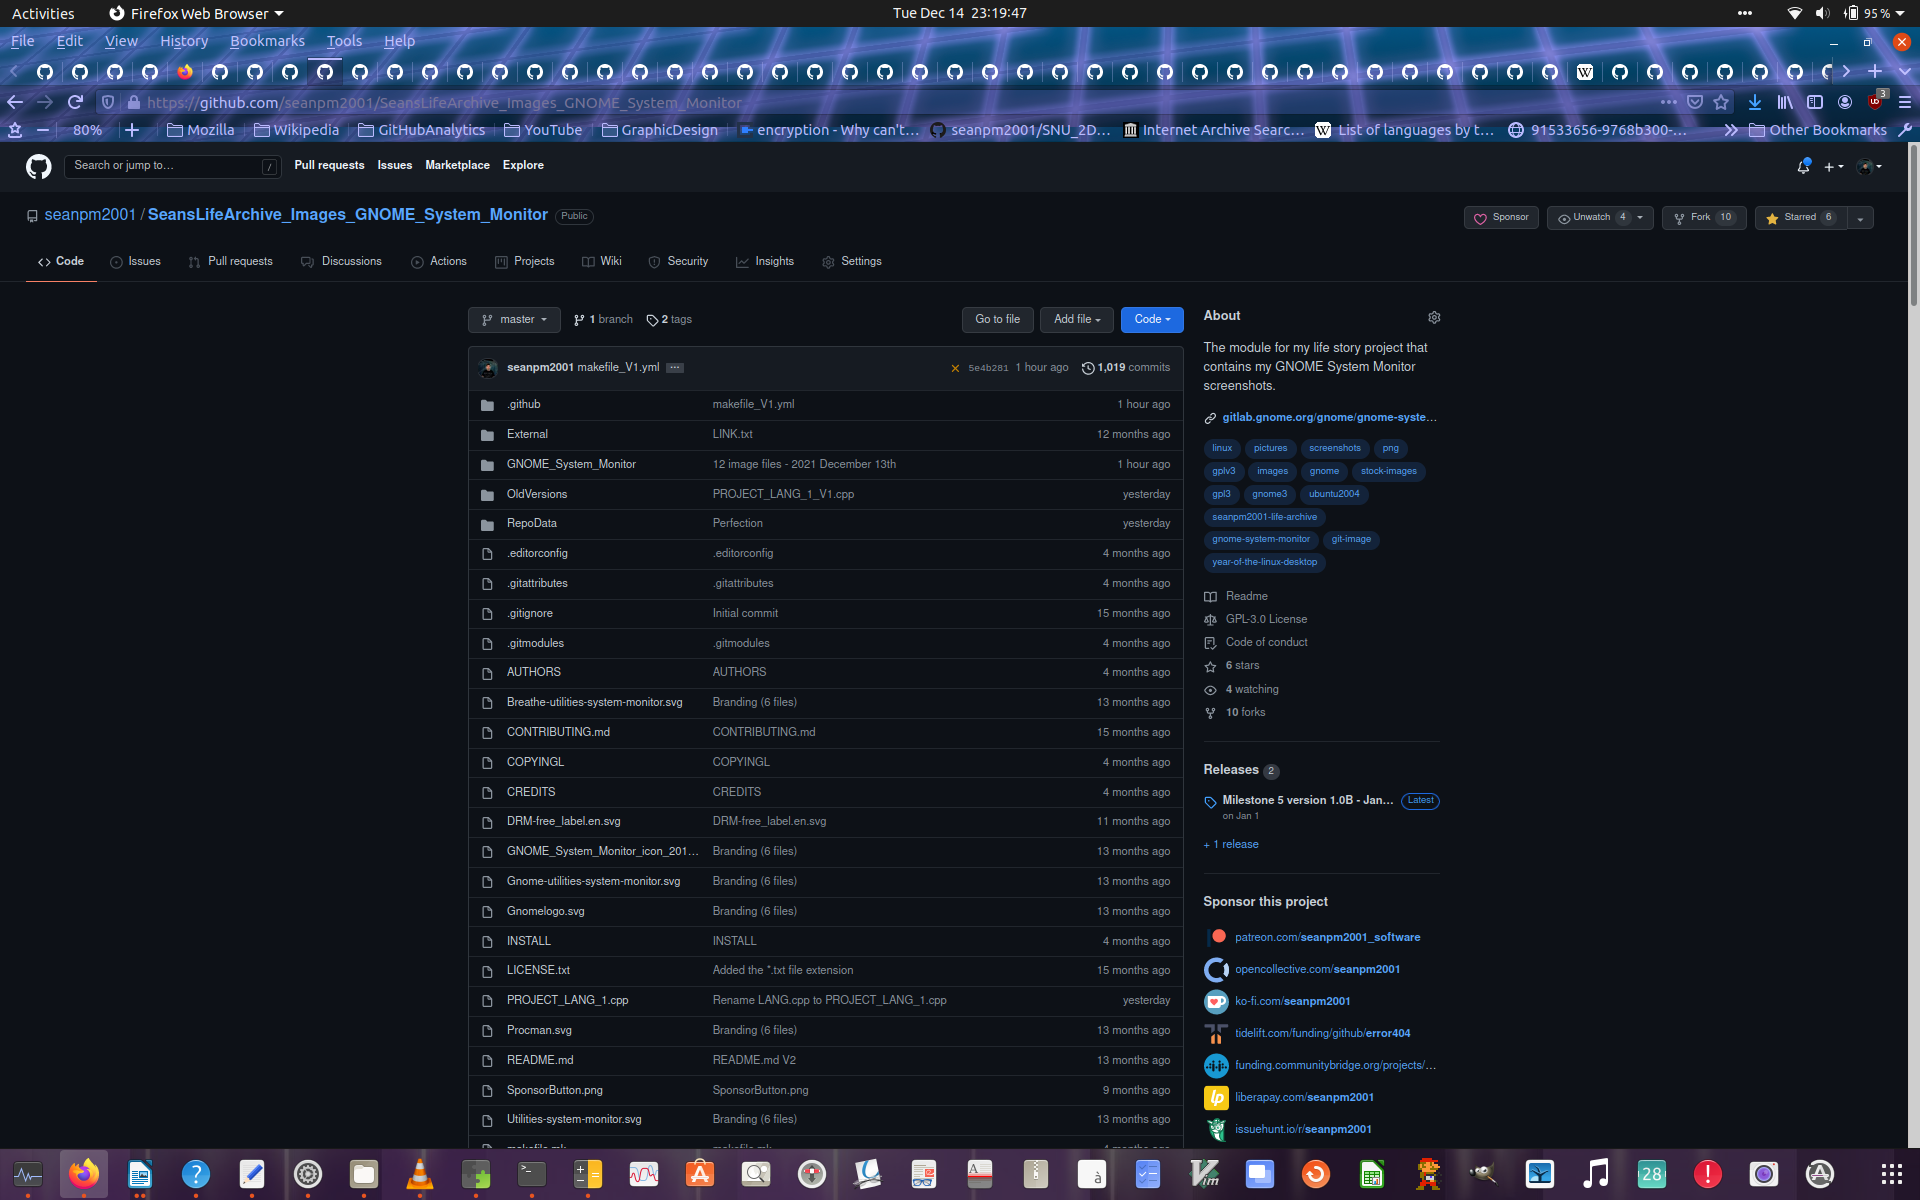 Activities
Firefox Web Browser
Tue Dec 14  23:19:47
95 %
File Edit View History Bookmarks Tools Help
https://github.com/seanpm2001/SeansLifeArchive_Images_GNOME_System_Monitor
3
80%
Mozilla
Wikipedia
GitHubAnalytics
YouTube
GraphicDesign
encryption - Why can't…
seanpm2001/SNU_2D…
Internet Archive Searc…
List of languages by t…
91533656-9768b300-…
Other Bookmarks
Search or jump to…
/
Pull requests Issues Marketplace Explore
seanpm2001 / SeansLifeArchive_Images_GNOME_System_Monitor Public
Sponsor
Unwatch 4
Fork 10
Starred 6
Code
Issues
Pull requests
Discussions
Actions
Projects
Wiki
Security
Insights
Settings
master
1 branch
2 tags
Go to file
Add file
Code
seanpm2001 makefile_V1.yml
5e4b281 1 hour ago
1,019 commits
.github makefile_V1.yml 1 hour ago
External LINK.txt 12 months ago
GNOME_System_Monitor 12 image files - 2021 December 13th 1 hour ago
OldVersions PROJECT_LANG_1_V1.cpp yesterday
RepoData Perfection yesterday
.editorconfig .editorconfig 4 months ago
.gitattributes .gitattributes 4 months ago
.gitignore Initial commit 15 months ago
.gitmodules .gitmodules 4 months ago
AUTHORS AUTHORS 4 months ago
Breathe-utilities-system-monitor.svg Branding (6 files) 13 months ago
CONTRIBUTING.md CONTRIBUTING.md 15 months ago
COPYINGL COPYINGL 4 months ago
CREDITS CREDITS 4 months ago
DRM-free_label.en.svg DRM-free_label.en.svg 11 months ago
GNOME_System_Monitor_icon_201… Branding (6 files) 13 months ago
Gnome-utilities-system-monitor.svg Branding (6 files) 13 months ago
Gnomelogo.svg Branding (6 files) 13 months ago
INSTALL INSTALL 4 months ago
LICENSE.txt Added the *.txt file extension 15 months ago
PROJECT_LANG_1.cpp Rename LANG.cpp to PROJECT_LANG_1.cpp yesterday
Procman.svg Branding (6 files) 13 months ago
README.md README.md V2 13 months ago
SponsorButton.png SponsorButton.png 9 months ago
Utilities-system-monitor.svg Branding (6 files) 13 months ago
About
The module for my life story project that
contains my GNOME System Monitor
screenshots.
gitlab.gnome.org/gnome/gnome-syste…
linux pictures screenshots png
gplv3 images gnome stock-images
gpl3 gnome3 ubuntu2004
seanpm2001-life-archive
gnome-system-monitor git-image
year-of-the-linux-desktop
Readme
GPL-3.0 License
Code of conduct
6 stars
4 watching
10 forks
Releases 2
Milestone 5 version 1.0B - Jan… Latest
on Jan 1
+ 1 release
Sponsor this project
patreon.com/seanpm2001_software
opencollective.com/seanpm2001
ko-fi.com/seanpm2001
tidelift.com/funding/github/error404
funding.communitybridge.org/projects/…
liberapay.com/seanpm2001
issuehunt.io/r/seanpm2001
28